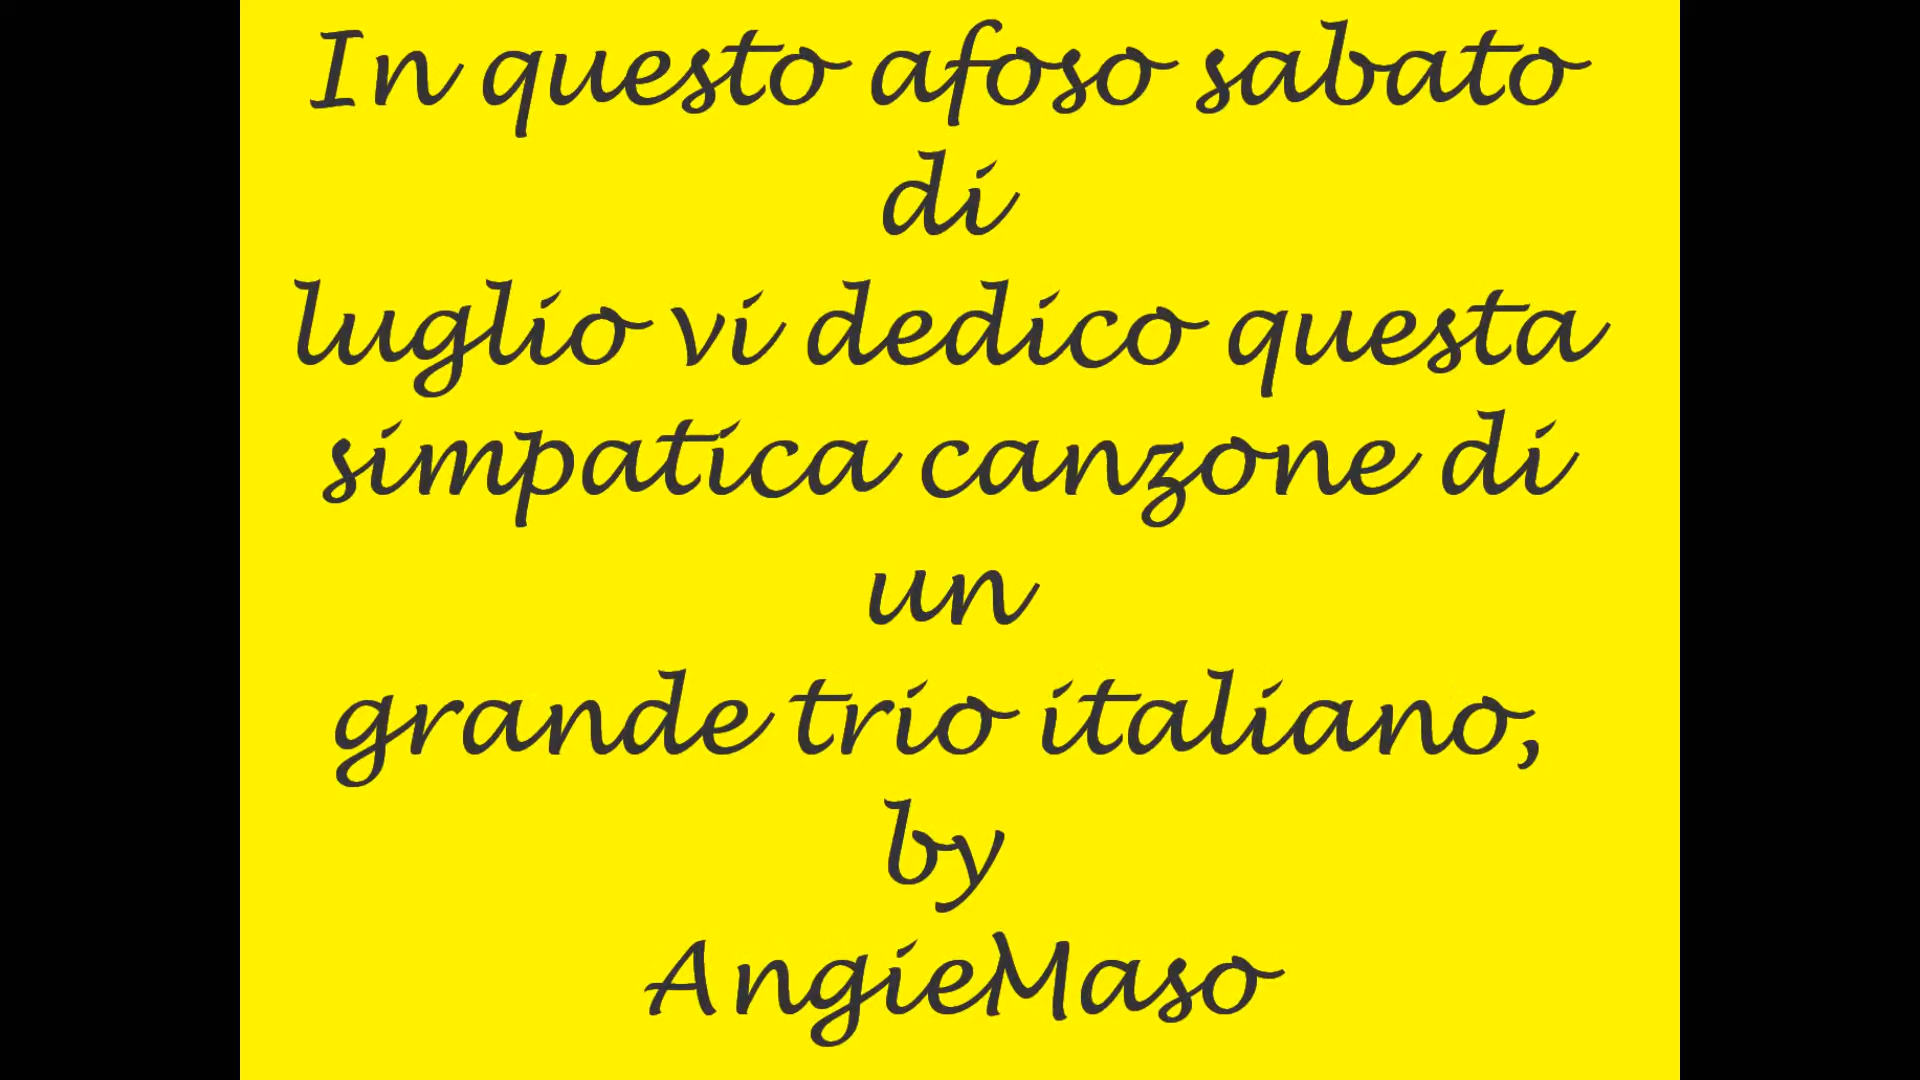 In questo afoso sabato
di
luglio vi dedico questa
simpatica canzone di
un
grande trio italiano,
by
AngieMaso